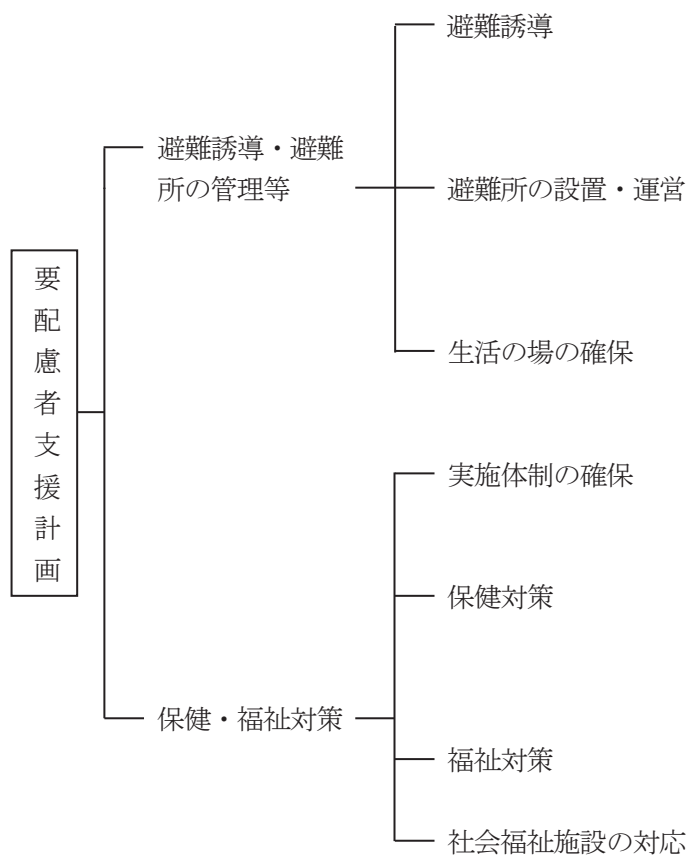 要配慮者支援計画
避難誘導・避難
所の管理等
避難誘導
避難所の設置・運営
生活の場の確保
保健・福祉対策
実施体制の確保
保健対策
福祉対策
社会福祉施設の対応